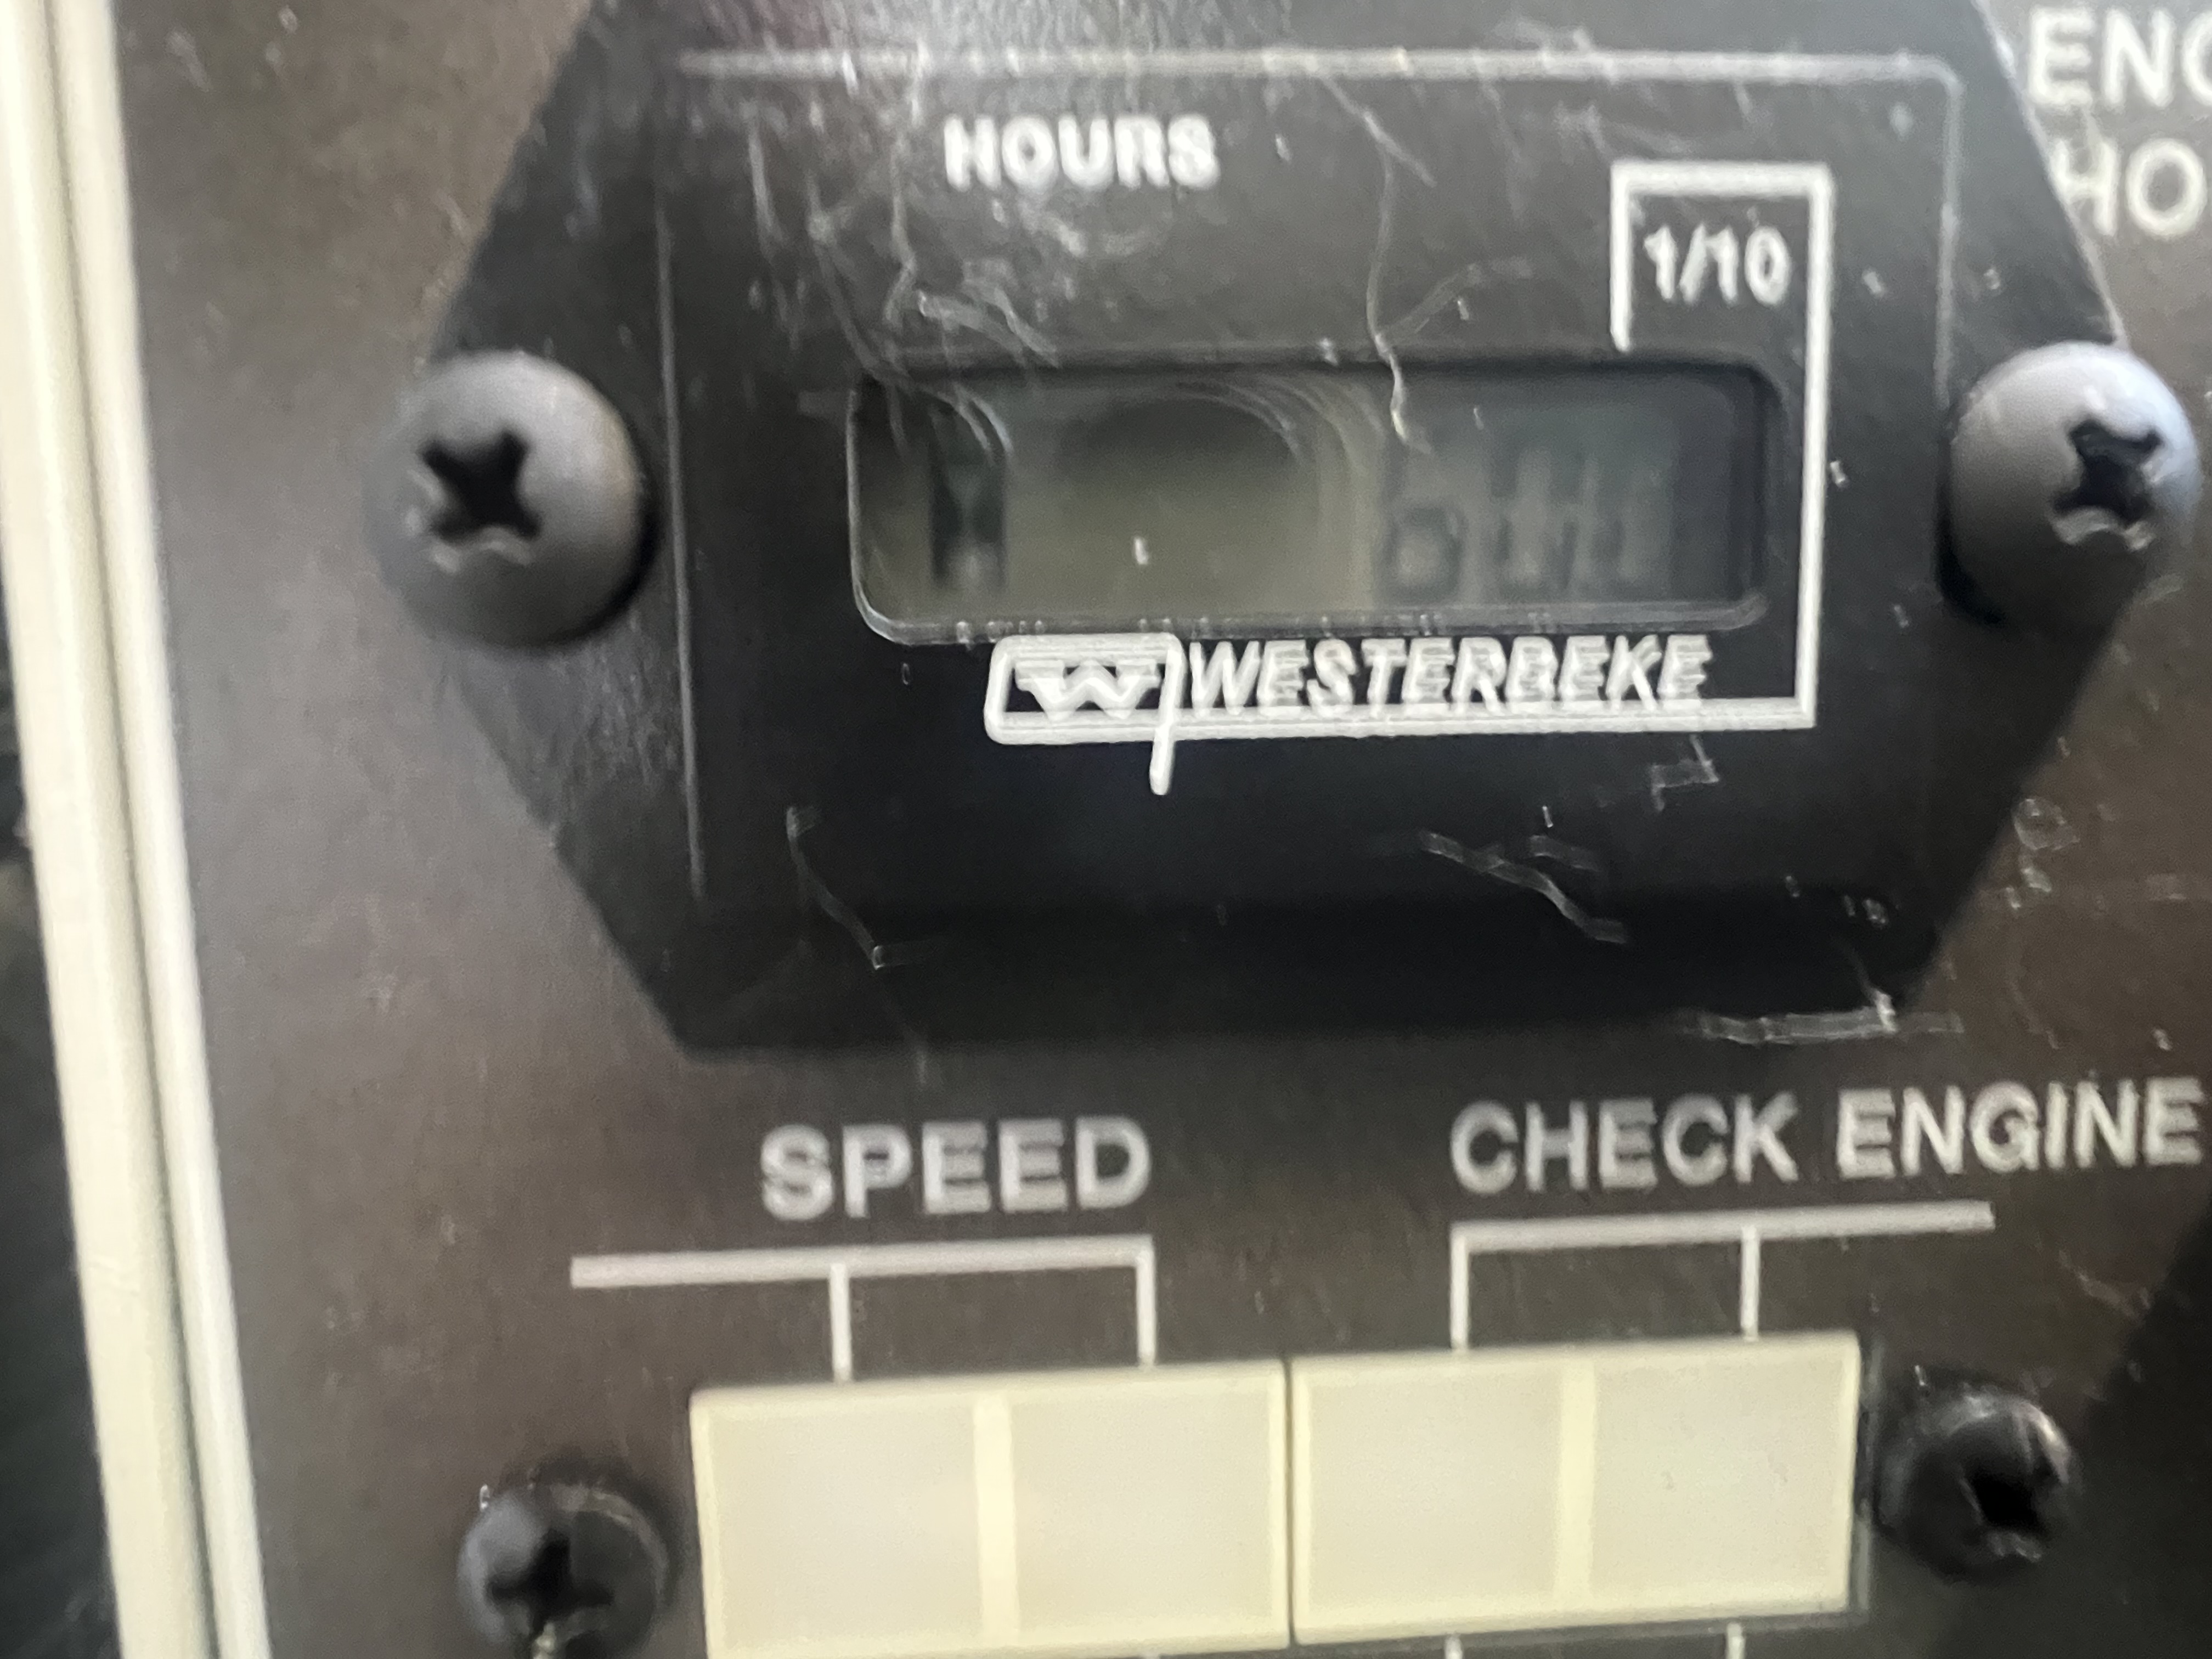 HOURS
1/10
WESTERBEKE
SPEED
CHECK ENGINE